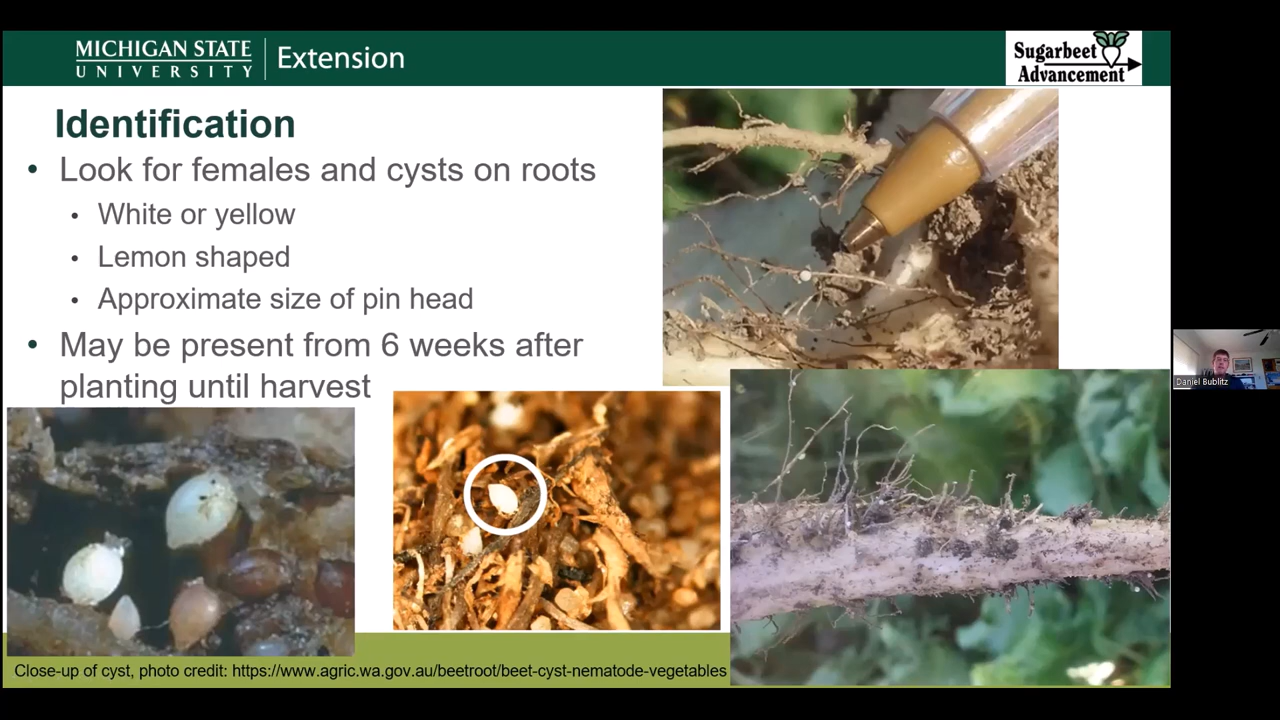 MICHIGAN STATE
UNIVERSITY
Extension
Sugarbeet
Advancement
Identification
• Look for females and cysts on roots
• White or yellow
• Lemon shaped
• Approximate size of pin head
• May be present from 6 weeks after
planting until harvest
Close-up of cyst, photo credit: https://www.agric.wa.gov.au/beetroot/beet-cyst-nematode-vegetables
Daniel Bublitz